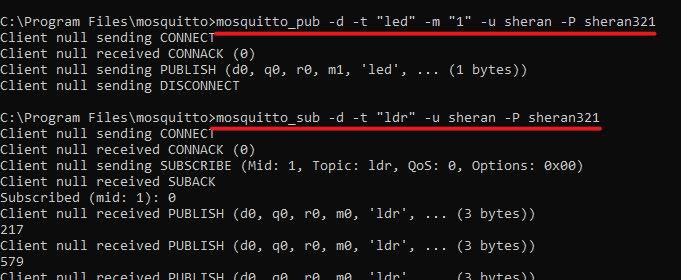 C:\Program Files\mosquitto>mosquitto_pub -d -t "led" -m "1" -u sheran -P sheran321
Client null sending CONNECT
Client null received CONNACK (0)
Client null sending PUBLISH (d0, q0, r0, m1, 'led', ... (1 bytes))
Client null sending DISCONNECT
C:\Program Files\mosquitto>mosquitto_sub -d -t "ldr" -u sheran -P sheran321
Client null sending CONNECT
Client null received CONNACK (0)
Client null sending SUBSCRIBE (Mid: 1, Topic: ldr, QoS: 0, Options: 0x00)
Client null received SUBACK
Subscribed (mid: 1): 0
Client null received PUBLISH (d0, q0, r0, m0, 'ldr', ... (3 bytes))
217
Client null received PUBLISH (d0, q0, r0, m0, 'ldr', ... (3 bytes))
579
Client null received PUBLISH (d0, q0, r0, m0, 'ldr', ... (3 bytes))